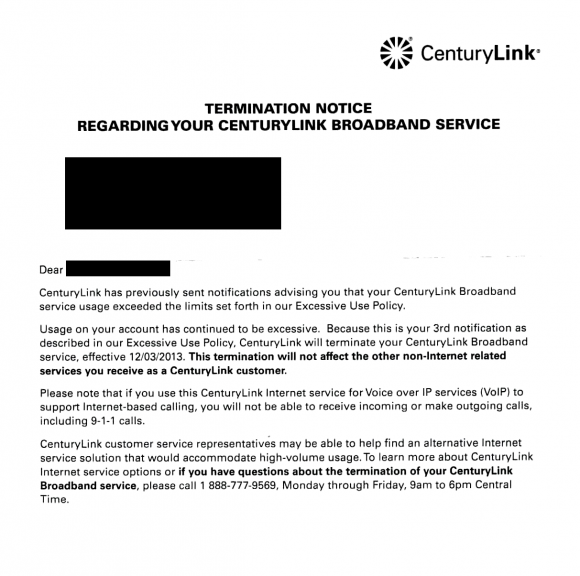 CenturyLink®
TERMINATION NOTICE
REGARDING YOUR CENTURYLINK BROADBAND SERVICE
Dear
CenturyLink has previously sent notifications advising you that your CenturyLink Broadband
service usage exceeded the limits set forth in our Excessive Use Policy.
Usage on your account has continued to be excessive.  Because this is your 3rd notification as
described in our Excessive Use Policy, CenturyLink will terminate your CenturyLink Broadband
service, effective 12/03/2013. This termination will not affect the other non-Internet related
services you receive as a CenturyLink customer.
Please note that if you use this CenturyLink Internet service for Voice over IP services (VoIP) to
support Internet-based calling, you will not be able to receive incoming or make outgoing calls,
including 9-1-1 calls.
CenturyLink customer service representatives may be able to help find an alternative Internet
service solution that would accommodate high-volume usage. To learn more about CenturyLink
Internet service options or if you have questions about the termination of your CenturyLink
Broadband service, please call 1 888-777-9569, Monday through Friday, 9am to 6pm Central
Time.